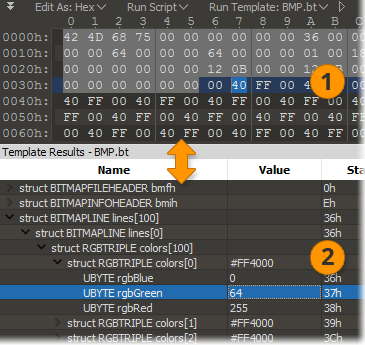 Edit As: Hex Run Script Run Template: BMP.bt
0 1 2 3 4 5 6 7 8 9 A B
0000h: 42 4D 68 75 00 00 00 00 00 00 36 00
0010h: 00 00 64 00 00 00 64 00 00 00 01 00 18
0020h: 00 00 00 00 00 00 12 0B 00 00 12
0030h: 00 00 00 00 00 00 00 40 FF 00 4
0040h: 40 FF 00 40 FF 00 40 FF 00 40 FF 00
0050h: FF 00 40 FF 00 40 FF 00 40 FF 00 40
0060h: 00 40 FF 00 40 FF 00 40 FF 00 40 FF
1
Template Results - BMP.bt
Name Value Sta
struct BITMAPFILEHEADER bmfh 0h
struct BITMAPINFOHEADER bmih Eh
struct BITMAPLINE lines[100] 36h
struct BITMAPLINE lines[0] 36h
struct RGBTRIPLE colors[100]
struct RGBTRIPLE colors[0] #FF4000
2
UBYTE rgbBlue 0 36h
UBYTE rgbGreen 64 37h
UBYTE rgbRed 255 38h
struct RGBTRIPLE colors[1] #FF4000 39h
struct RGBTRIPLE colors[2] #FF4000 3Ch